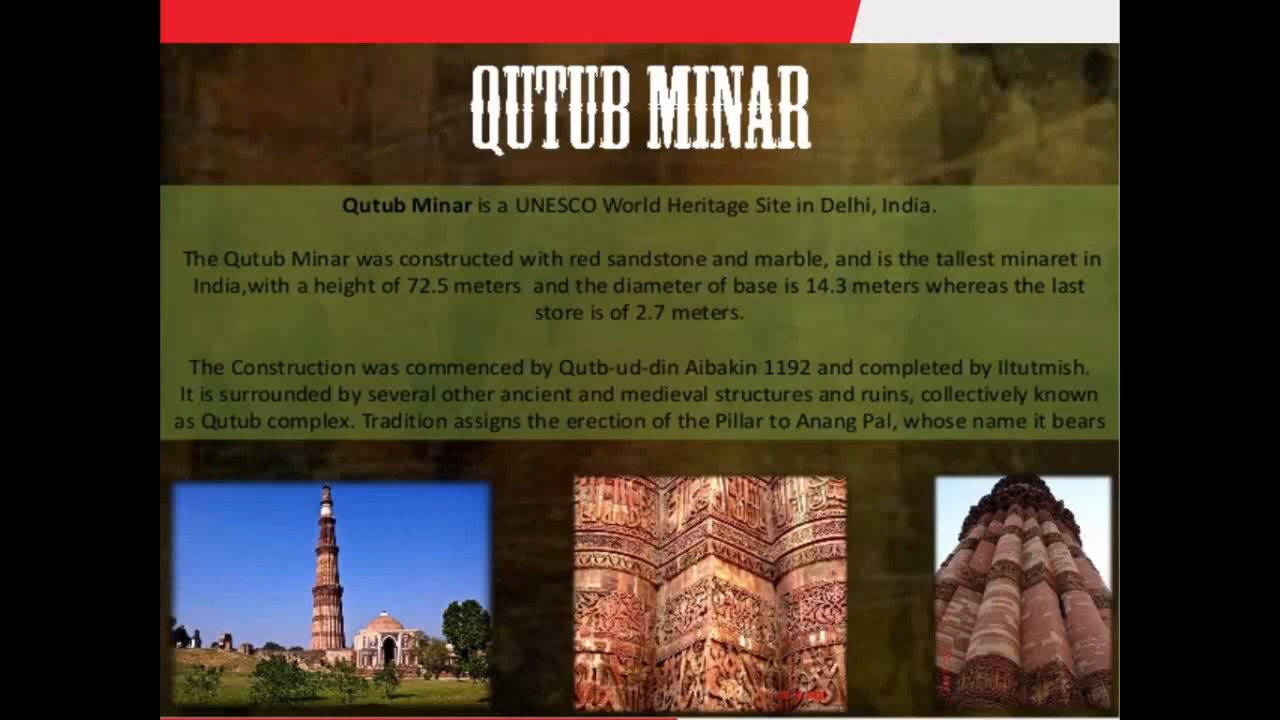 QUTUB MINAR
Qutub Minar is a UNESCO World Heritage Site in Delhi, India.
The Qutub Minar was constructed with red sandstone and marble, and is the tallest minaret in
India,with a height of 72.5 meters and the diameter of base is 14.3 meters whereas the last
store is of 2.7 meters.
The Construction was commenced by Qutb-ud-din Aibakin 1192 and completed by Iltutmish.
It is surrounded by several other ancient and medieval structures and ruins, collectively known
as Qutub complex. Tradition assigns the erection of the Pillar to Anang Pal, whose name it bears